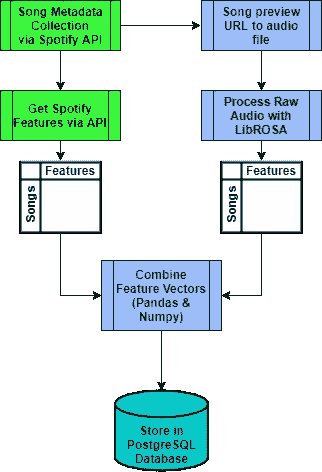 Song Metadata
Collection
via Spotify API
Song preview
URL to audio
file
Get Spotify
Features via API
Process Raw
Audio with
LibROSA
Features
Songs
Features
Songs
Combine
Feature Vectors
(Pandas &
Numpy)
Store in
PostgreSQL
Database